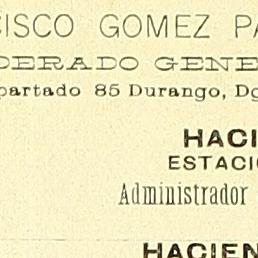 CISCO GOMEZ PA
DERADO GENE
partado 85 Durango, Dg
HACI
ESTACI
Administrador
HACIEN